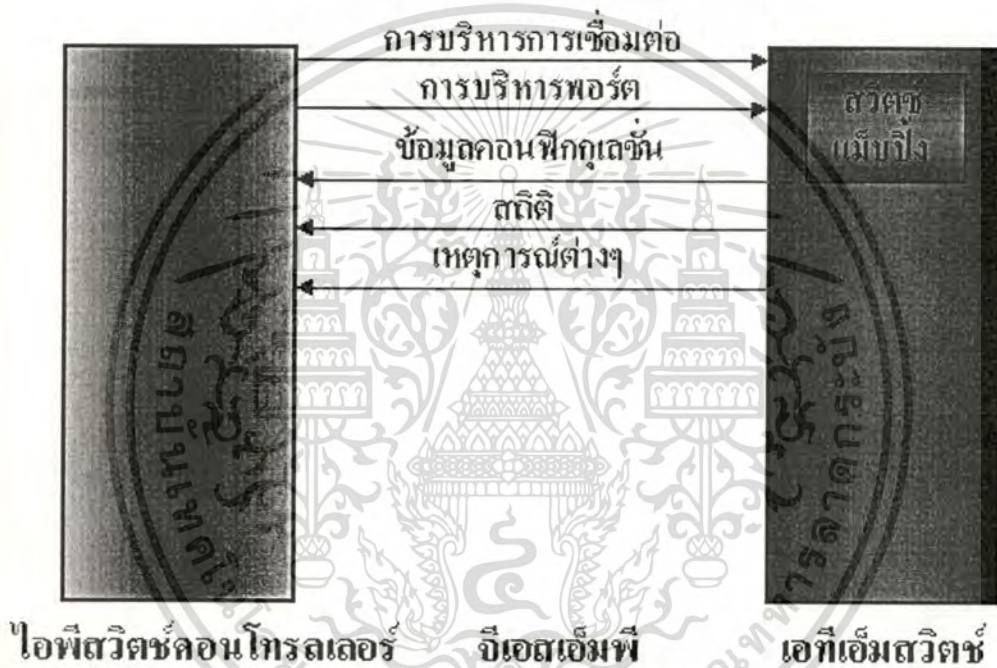 การบริหารการเชื่อมต่อ
การบริหารพอร์ต
ข้อมูลคอนฟิกกุเลชั่น
สถิติ
เหตุการณ์ต่างๆ
สวิตช์
แม็บปิ้ง
ไอพีสวิตช์คอนโทรลเลอร์
จีเอสเอ็มพี
เอทีเอ็มสวิตช์